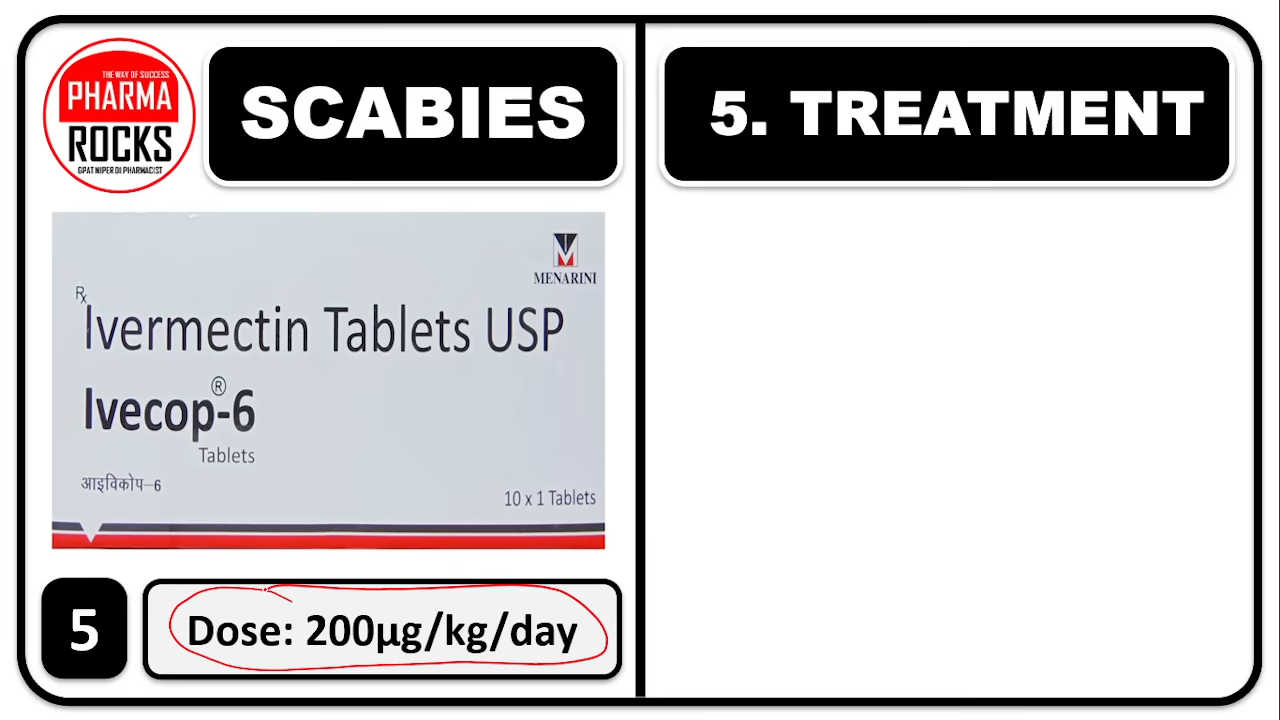 THE WAY OF SUCCESS
PHARMA
ROCKS
GPAT NIPER DI PHARMACIST
SCABIES
5. TREATMENT
MENARINI
Rx
Ivermectin Tablets USP
Ivecop®-6
Tablets
आइविकोप-6
10 x 1 Tablets
5
Dose: 200µg/kg/day